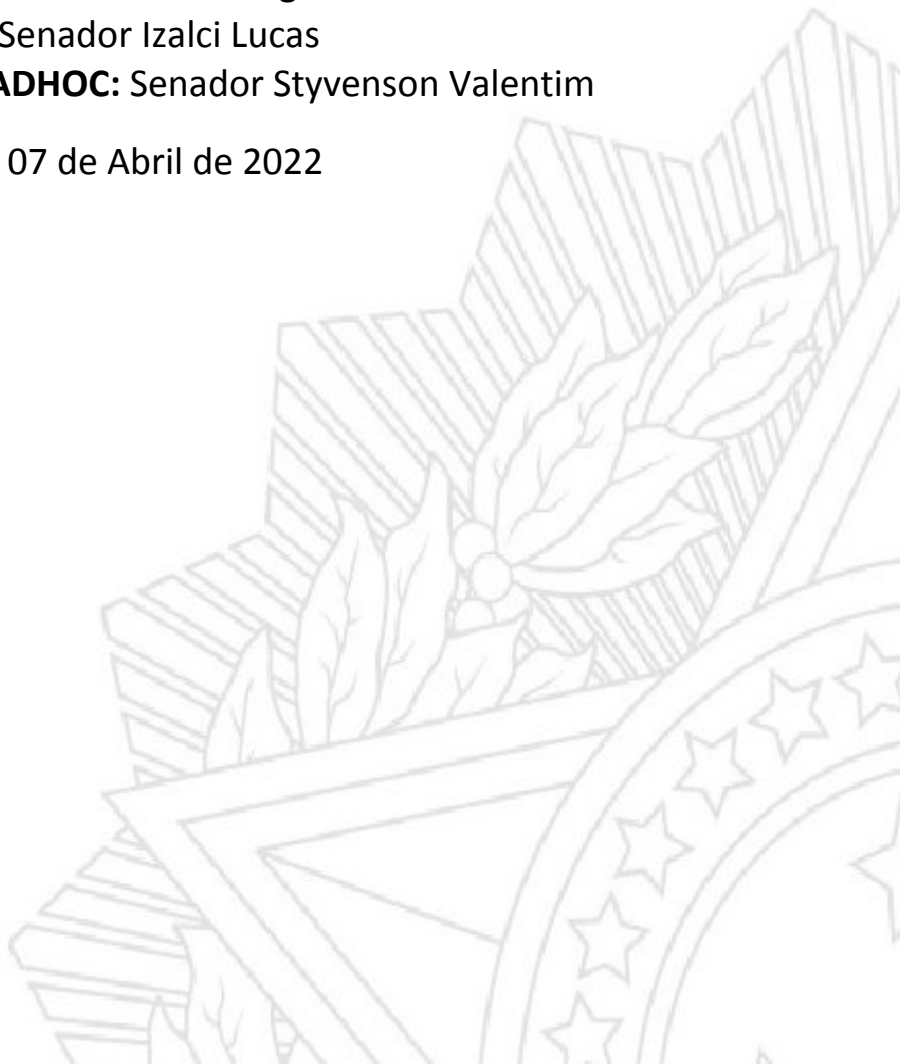 Senador Izalci Lucas
ADHOC: Senador Styvenson Valentim
07 de Abril de 2022